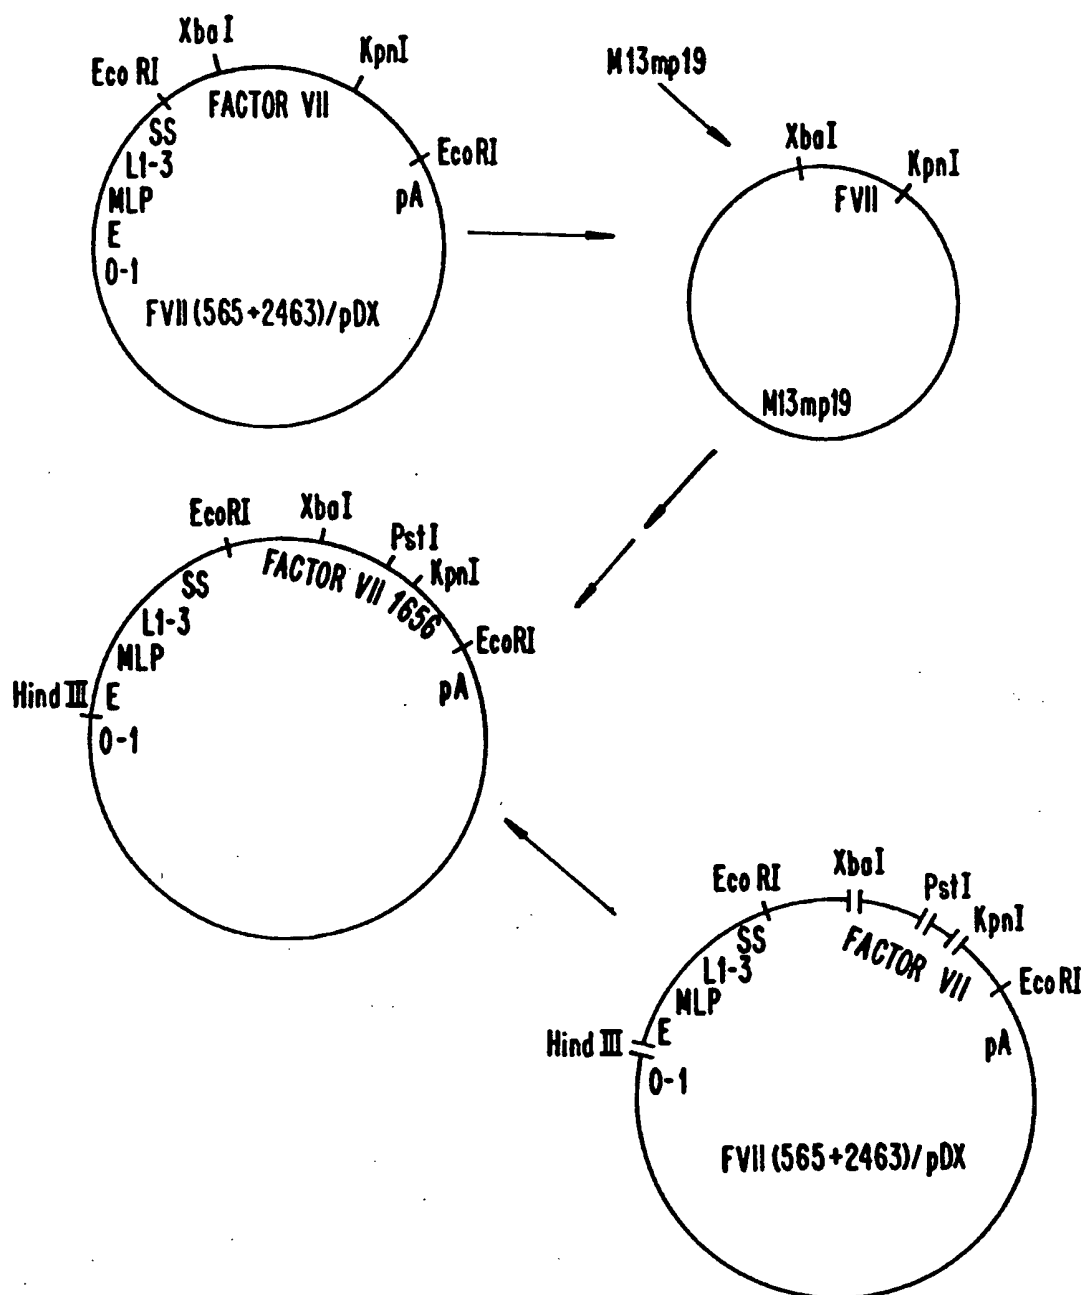 XbaI
KpnI
EcoRI
FACTOR VII
SS
L1-3
EcoRI
MLP
pA
E
0-1
FVII(565+2463)/pDX
M13mp19
XbaI
KpnI
FVII
M13mp19
EcoRI
XbaI
PstI
KpnI
FACTOR VII 1656
SS
L1-3
EcoRI
MLP
pA
Hind III
E
0-1
XbaI
EcoRI
PstI
KpnI
SS
FACTOR VII
L1-3
EcoRI
MLP
E
pA
Hind III
0-1
FVII(565+2463)/pDX